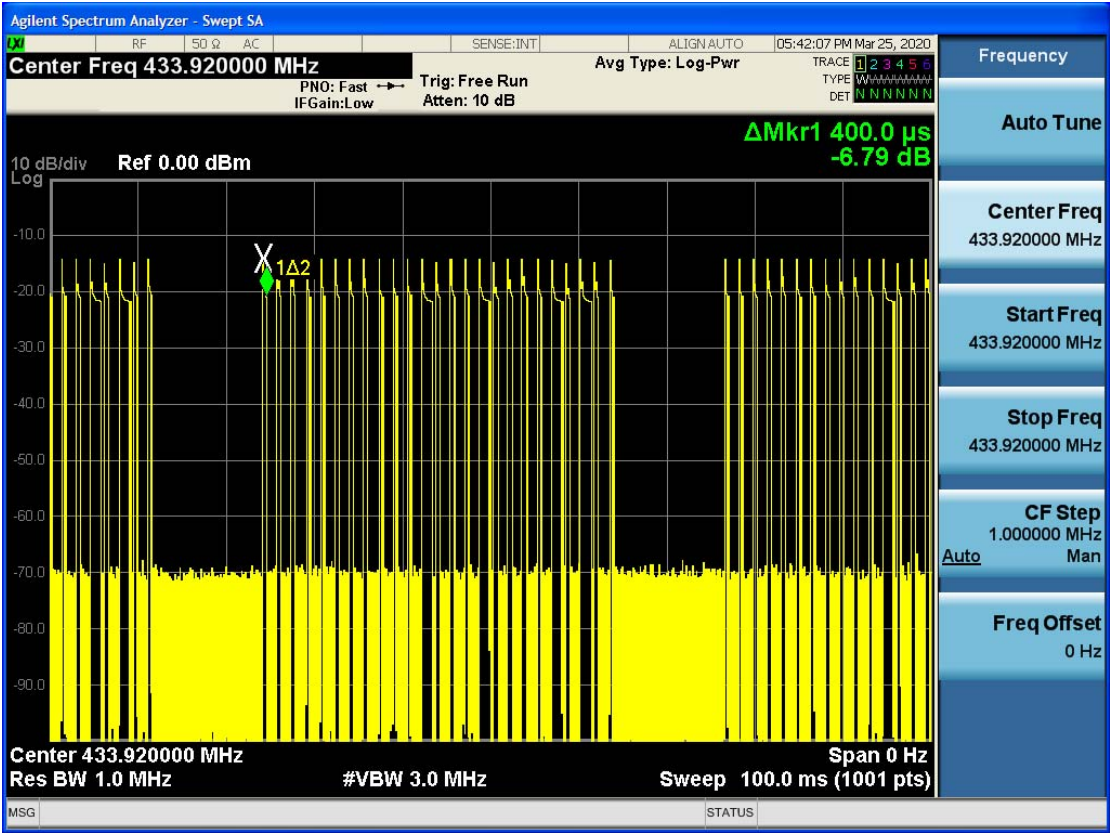 Agilent Spectrum Analyzer - Swept SA
LXI RF 50 Ω AC SENSE:INT ALIGN AUTO 05:42:07 PM Mar 25, 2020
Center Freq 433.920000 MHz
PNO: Fast
IFGain:Low
Trig: Free Run
Atten: 10 dB
Avg Type: Log-Pwr
TRACE 1 2 3 4 5 6
TYPE WWWWWW
DET N N N N N N
ΔMkr1 400.0 µs
-6.79 dB
10 dB/div Ref 0.00 dBm
Log
-10.0
-20.0
-30.0
-40.0
-50.0
-60.0
-70.0
-80.0
-90.0
X
1Δ2
Center 433.920000 MHz Span 0 Hz
Res BW 1.0 MHz #VBW 3.0 MHz Sweep 100.0 ms (1001 pts)
MSG STATUS
Frequency
Auto Tune
Center Freq
433.920000 MHz
Start Freq
433.920000 MHz
Stop Freq
433.920000 MHz
CF Step
1.000000 MHz
Auto Man
Freq Offset
0 Hz